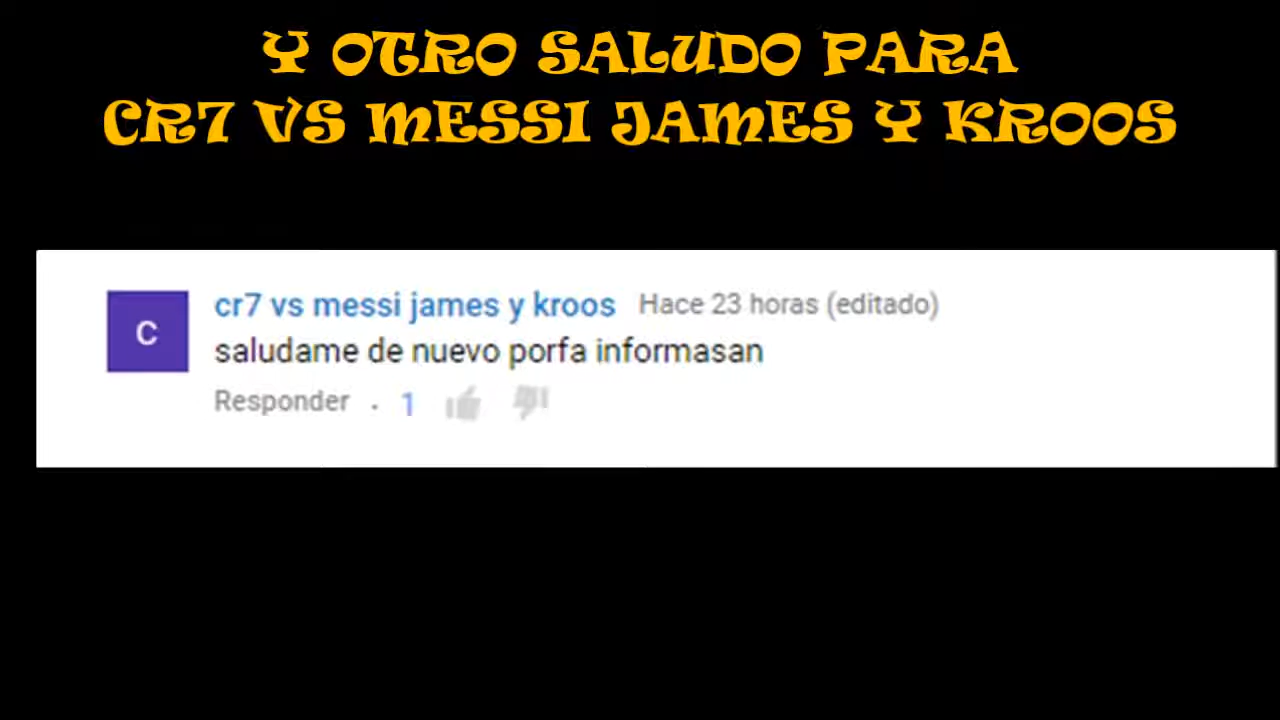 Y OTRO SALUDO PARA
CR7 VS MESSI JAMES Y KROOS
C
cr7 vs messi james y kroos Hace 23 horas (editado)
saludame de nuevo porfa informasan
Responder . 1